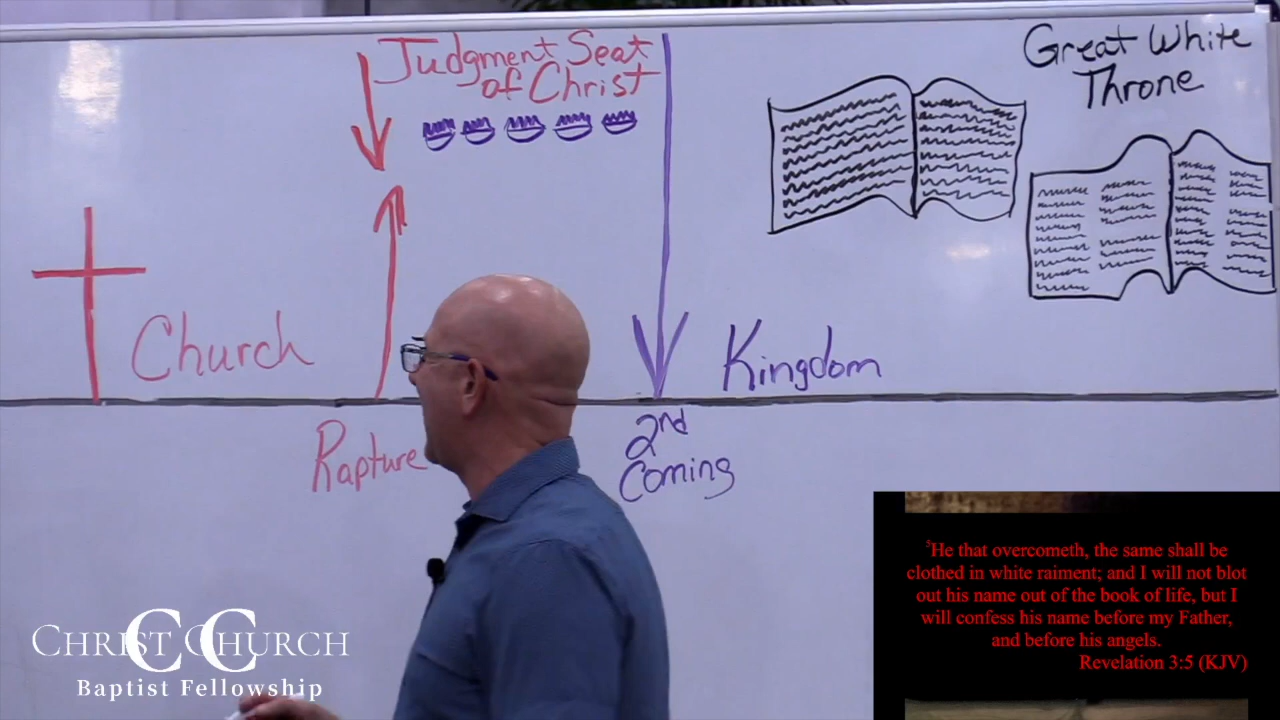 Judgment Seat
of Christ
Great White
Throne
Church
Kingdom
Rapture
2nd
Coming
5He that overcometh, the same shall be
clothed in white raiment; and I will not blot
out his name out of the book of life, but I
will confess his name before my Father,
and before his angels.
Revelation 3:5 (KJV)
CC
CHRIST CHURCH
Baptist Fellowship